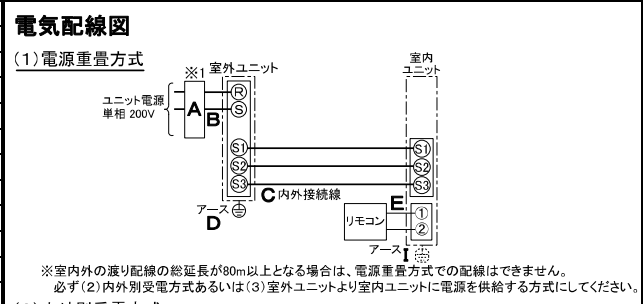 電気配線図
(1)電源重畳方式
※1
室外ユニット
室内
ユニット
ユニット電源
単相 200V
A
B
R
S
S1
S2
S3
S1
S2
S3
C 内外接続線
アース
D
リモコン
E
①
②
アース I
※室内外の渡り配線の総延長が80m以上となる場合は、電源重畳方式での配線はできません。
必ず(2)内外別方式あるいは(3)室外ユニットより室内ユニットに電源を供給する方式にしてください。